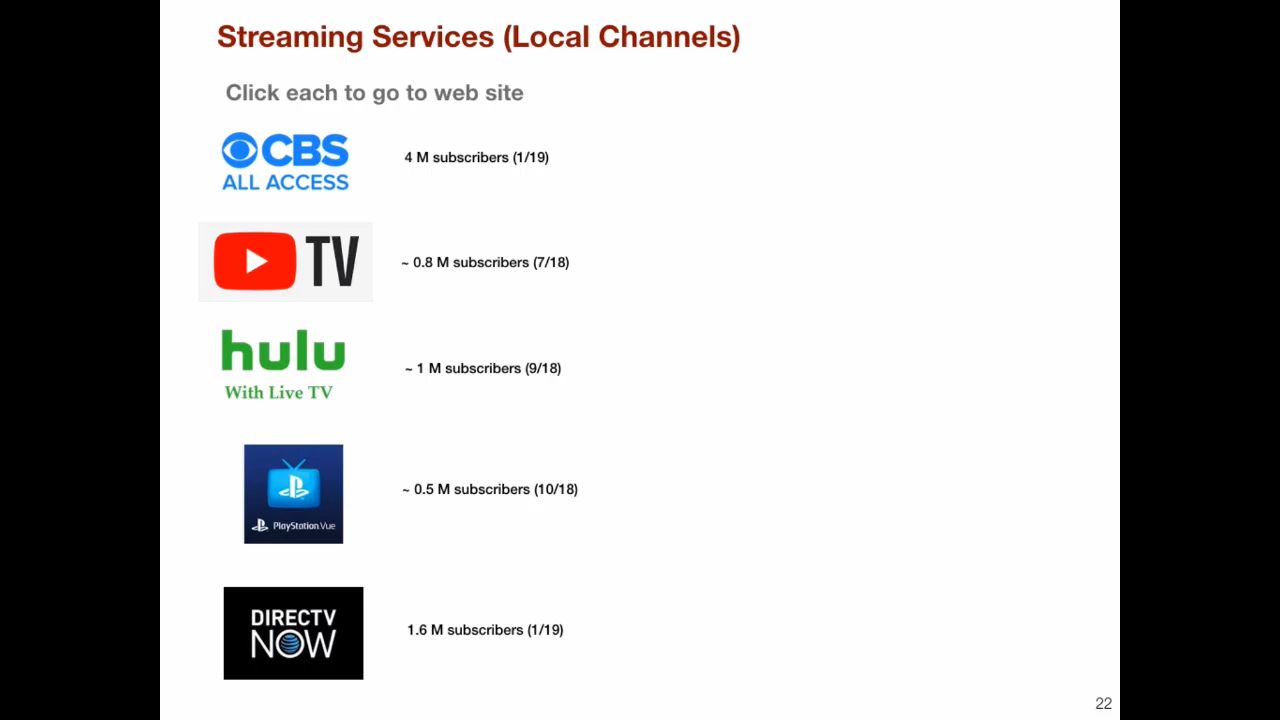 Streaming Services (Local Channels)
Click each to go to web site
CBS
ALL ACCESS
4 M subscribers (1/19)
TV
~ 0.8 M subscribers (7/18)
hulu
With Live TV
~ 1 M subscribers (9/18)
PlayStation Vue
~ 0.5 M subscribers (10/18)
DIRECTV
NOW
1.6 M subscribers (1/19)
22